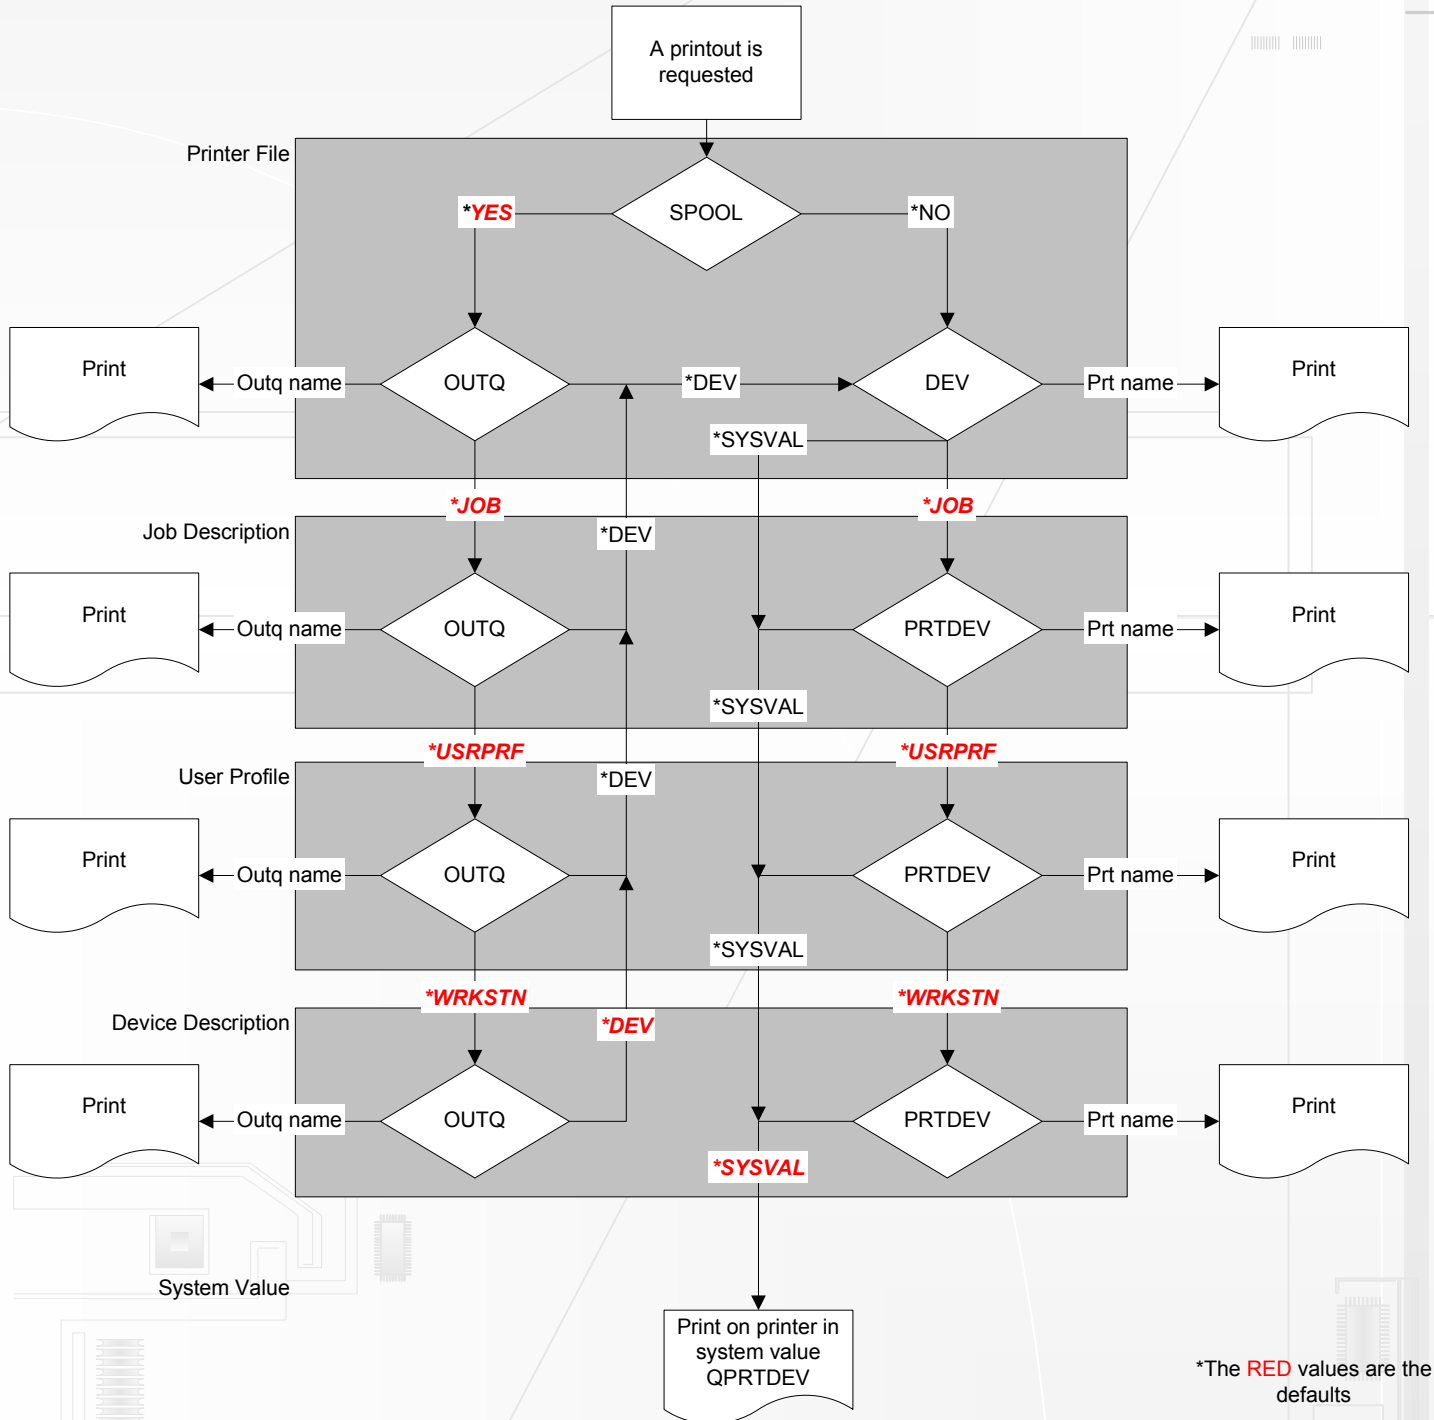 A printout is
requested
Printer File
SPOOL
*YES
*NO
Print
Outq name
OUTQ
*DEV
DEV
Prt name
Print
*SYSVAL
*JOB
*JOB
Job Description
*DEV
Print
Outq name
OUTQ
PRTDEV
Prt name
Print
*SYSVAL
*USRPRF
*USRPRF
User Profile
*DEV
Print
Outq name
OUTQ
PRTDEV
Prt name
Print
*SYSVAL
*WRKSTN
*WRKSTN
Device Description
*DEV
Print
Outq name
OUTQ
PRTDEV
Prt name
Print
*SYSVAL
System Value
Print on printer in
system value
QPRTDEV
*The RED values are the
defaults